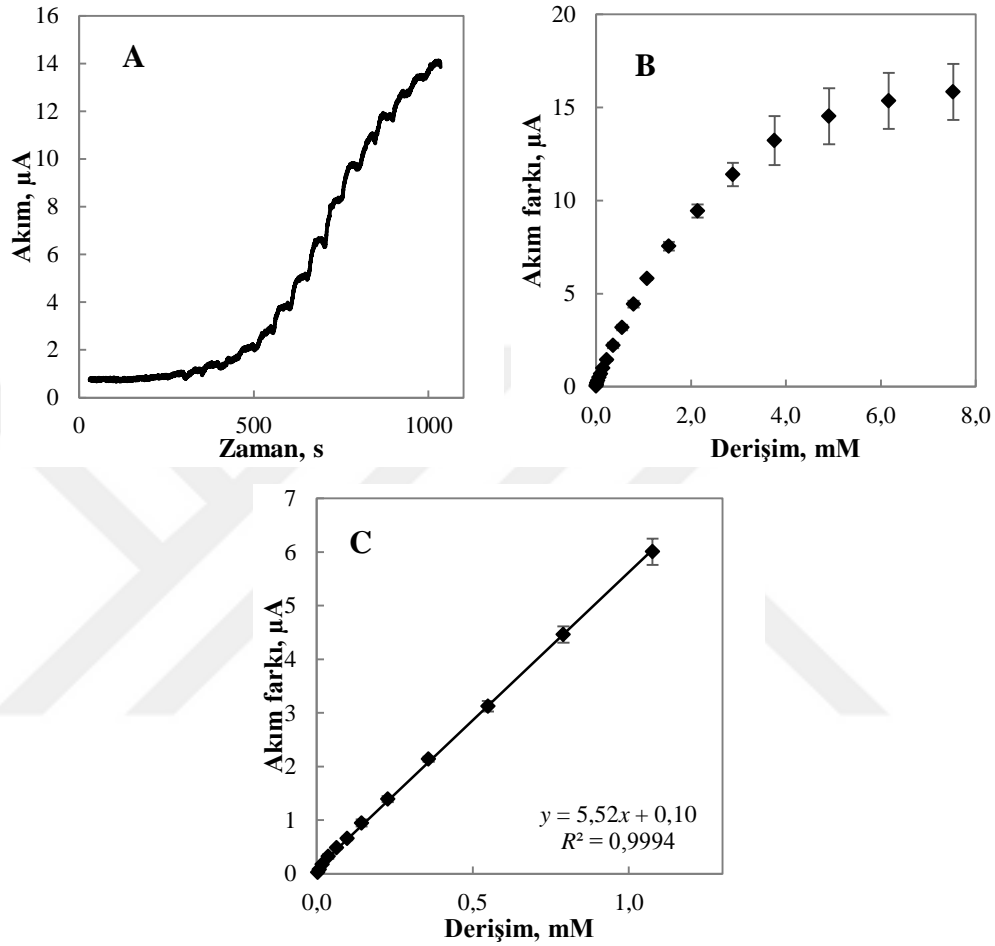 A
16
14
12
10
8
6
4
2
0
Akım, µA
0 500 1000
Zaman, s
B
20
15
10
5
0
Akım farkı, µA
0,0 2,0 4,0 6,0 8,0
Derişim, mM
C
7
6
5
4
3
2
1
0
Akım farkı, µA
y = 5,52x + 0,10
R² = 0,9994
0,0 0,5 1,0
Derişim, mM